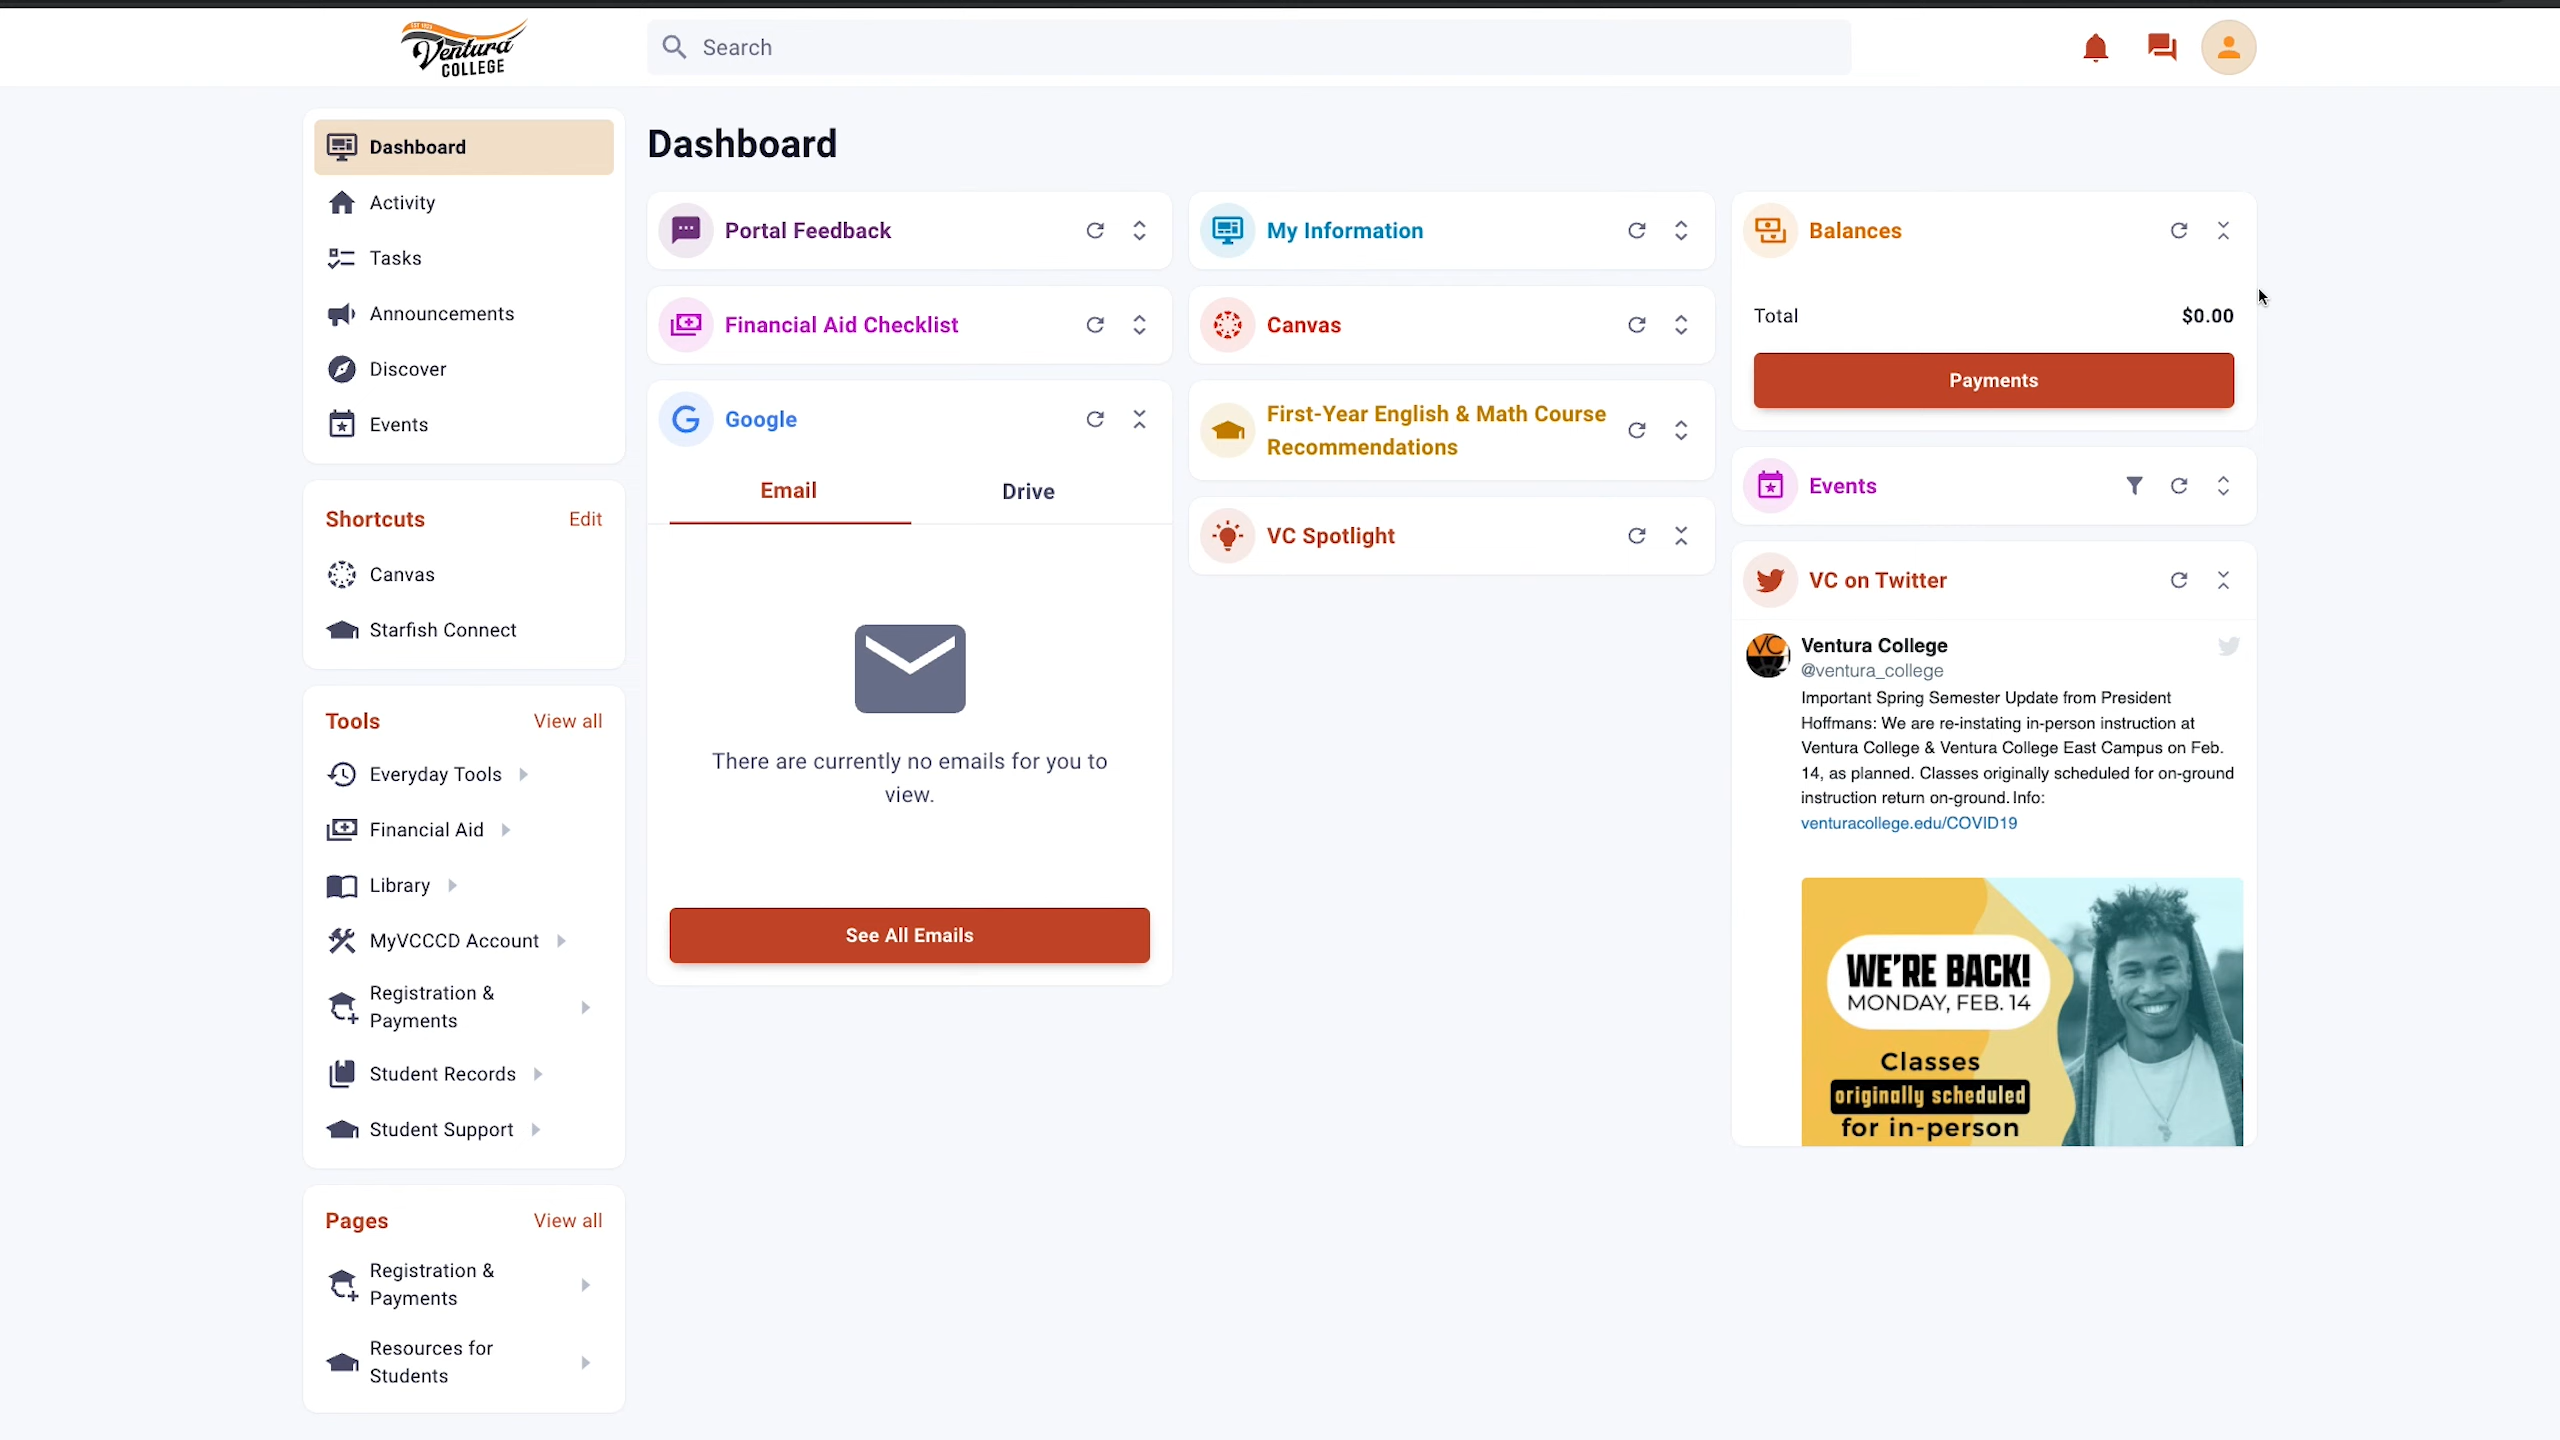 Ventura
COLLEGE
Search
Dashboard
Activity
Tasks
Announcements
Discover
Events
Shortcuts
Edit
Canvas
Starfish Connect
Tools
View all
Everyday Tools
Financial Aid
Library
MyVCCCD Account
Registration &
Payments
Student Records
Student Support
Pages
View all
Registration &
Payments
Resources for
Students
Dashboard
Portal Feedback
Financial Aid Checklist
Google
Email
Drive
There are currently no emails for you to
view.
See All Emails
My Information
Canvas
First-Year English & Math Course
Recommendations
VC Spotlight
Balances
Total
$0.00
Payments
Events
VC on Twitter
VC
Ventura College
@ventura_college
Important Spring Semester Update from President
Hoffmans: We are re-instating in-person instruction at
Ventura College & Ventura College East Campus on Feb.
14, as planned. Classes originally scheduled for on-ground
instruction return on-ground. Info:
venturacollege.edu/COVID19
WE'RE BACK!
MONDAY, FEB. 14
Classes
originally scheduled
for in-person